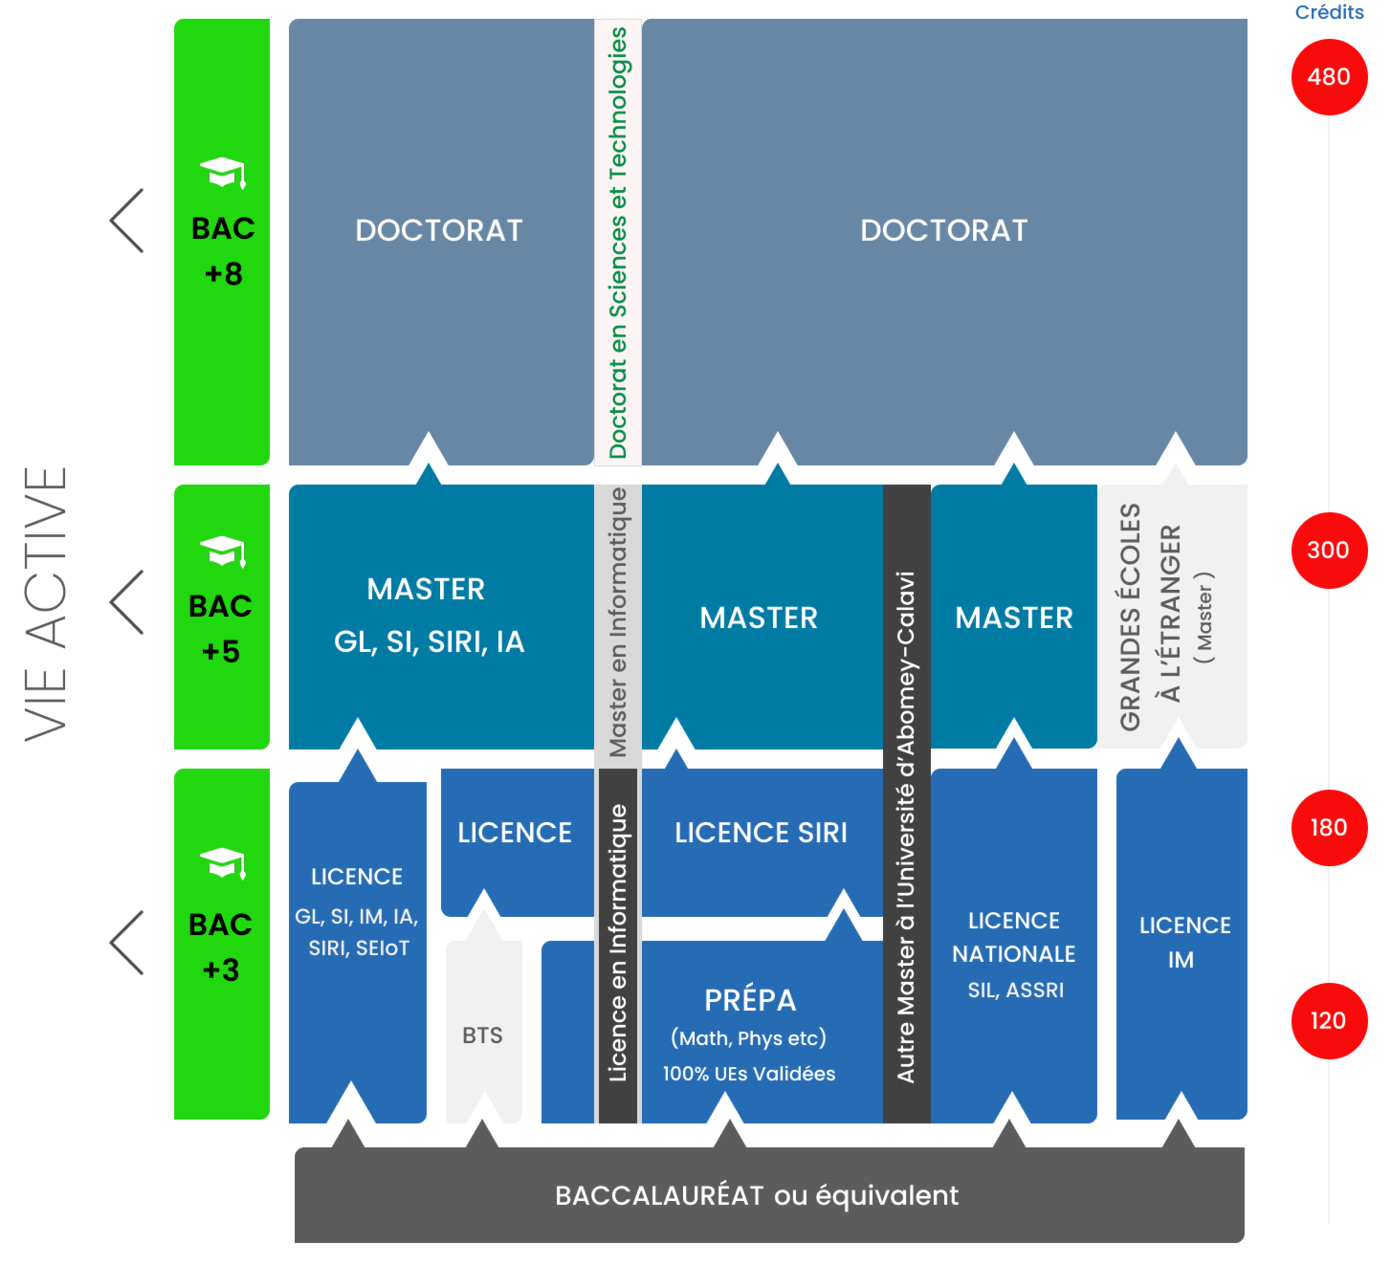 Crédits
480
BAC
+8
DOCTORAT
Doctorat en Sciences et Technologies
DOCTORAT
VIE ACTIVE
BAC
+5
MASTER
GL, SI, SIRI, IA
Master en Informatique
MASTER
Autre Master à l'Université d'Abomey-Calavi
MASTER
GRANDES ÉCOLES
À L'ÉTRANGER
( Master )
300
BAC
+3
LICENCE
GL, SI, IM, IA,
SIRI, SEIoT
LICENCE
Licence en Informatique
LICENCE SIRI
LICENCE
NATIONALE
SIL, ASSRI
LICENCE
IM
180
BTS
PRÉPA
(Math, Phys etc)
100% UEs Validées
120
BACCALAURÉAT ou équivalent